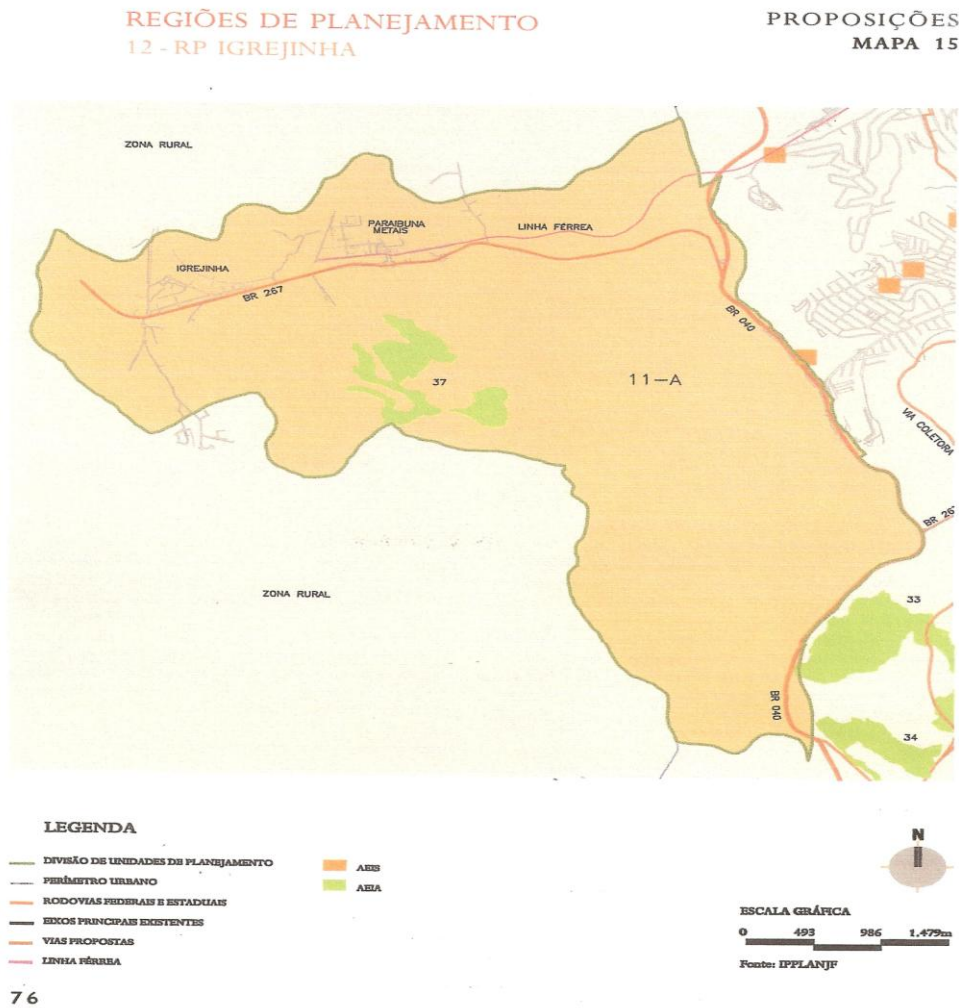 REGIÕES DE PLANEJAMENTO
12 - RP IGREJINHA
PROPOSIÇÕES
MAPA 15
ZONA RURAL
PARAIBUNA
METAIS
LINHA FÉRREA
IGREJINHA
BR 267
BR 040
37
11-A
VIA COLETORA
BR 26
ZONA RURAL
33
BR 040
34
LEGENDA
DIVISÃO DE UNIDADES DE PLANEJAMENTO
PERÍMETRO URBANO
RODOVIAS FEDERAIS E ESTADUAIS
EIXOS PRINCIPAIS EXISTENTES
VIAS PROPOSTAS
LINHA FÉRREA
AEIS
AEIA
N
ESCALA GRÁFICA
0 493 986 1.479m
Fonte: IPPLANJF
76